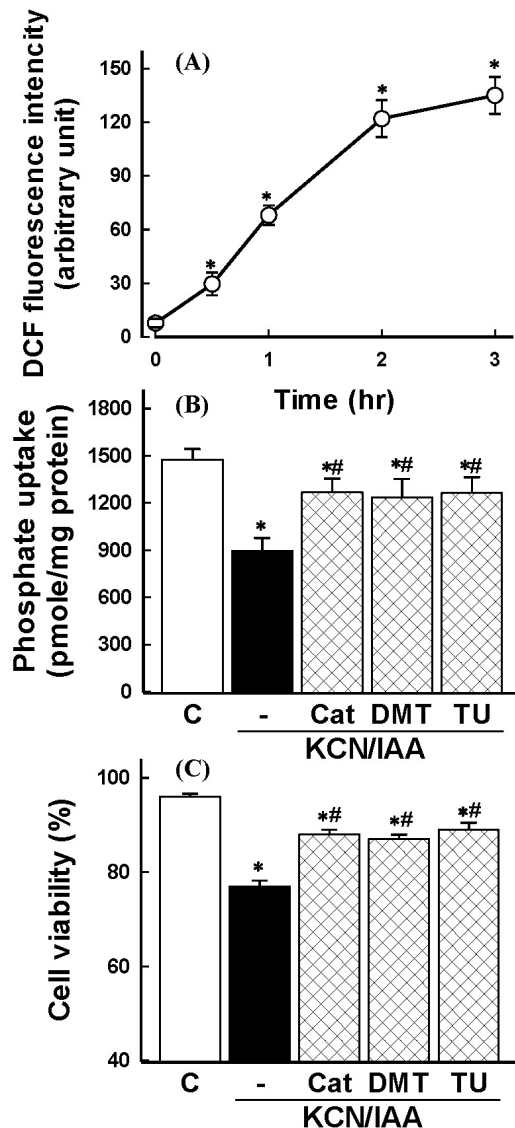 DCF fluorescence intencity
(arbitrary unit)
(A)
150
120
90
60
30
0
*
*
*
*
0 1 2 3
Time (hr)
Phosphate uptake
(pmole/mg protein)
(B)
1800
1500
1200
900
600
300
0
*
*#
*#
*#
C - Cat DMT TU
KCN/IAA
Cell viability (%)
(C)
100
80
60
40
*
*#
*#
*#
C - Cat DMT TU
KCN/IAA